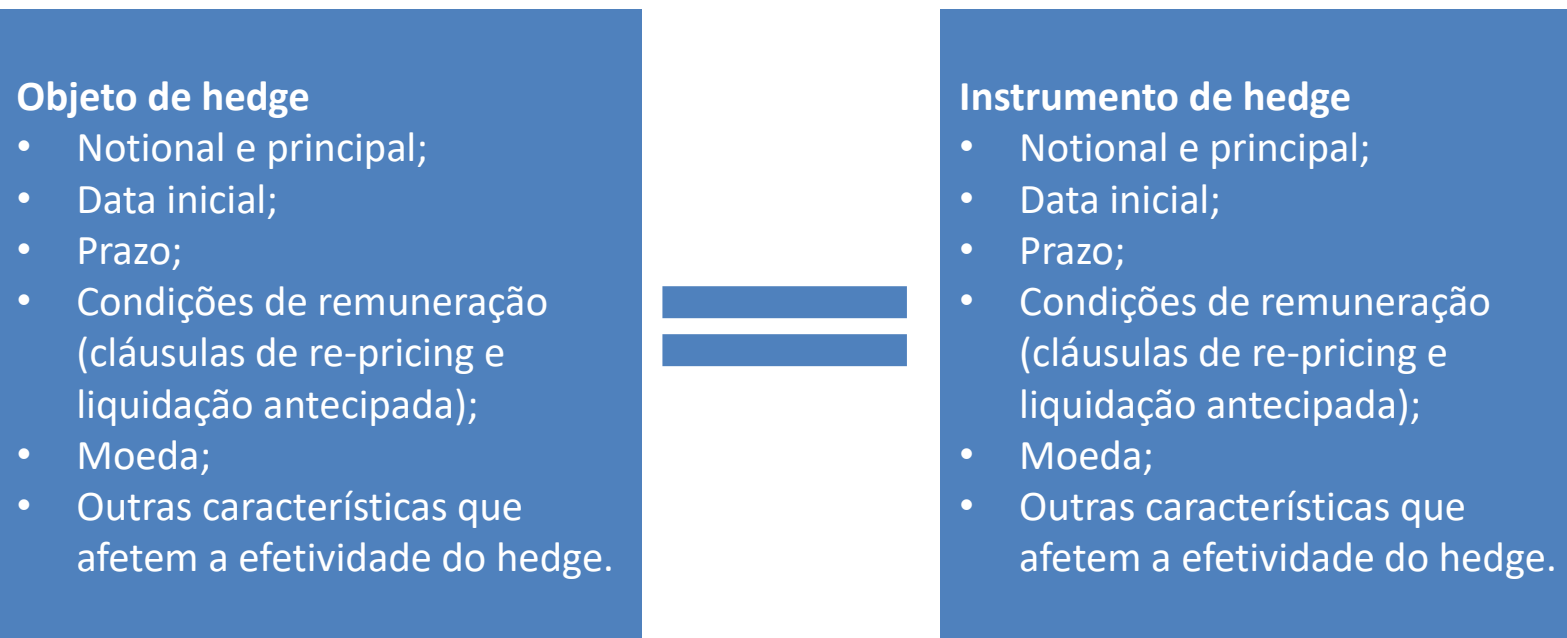 Objeto de hedge
• Notional e principal;
• Data inicial;
• Prazo;
• Condições de remuneração
(cláusulas de re-pricing e
liquidação antecipada);
• Moeda;
• Outras características que
afetem a efetividade do hedge.
Instrumento de hedge
• Notional e principal;
• Data inicial;
• Prazo;
• Condições de remuneração
(cláusulas de re-pricing e
liquidação antecipada);
• Moeda;
• Outras características que
afetem a efetividade do hedge.